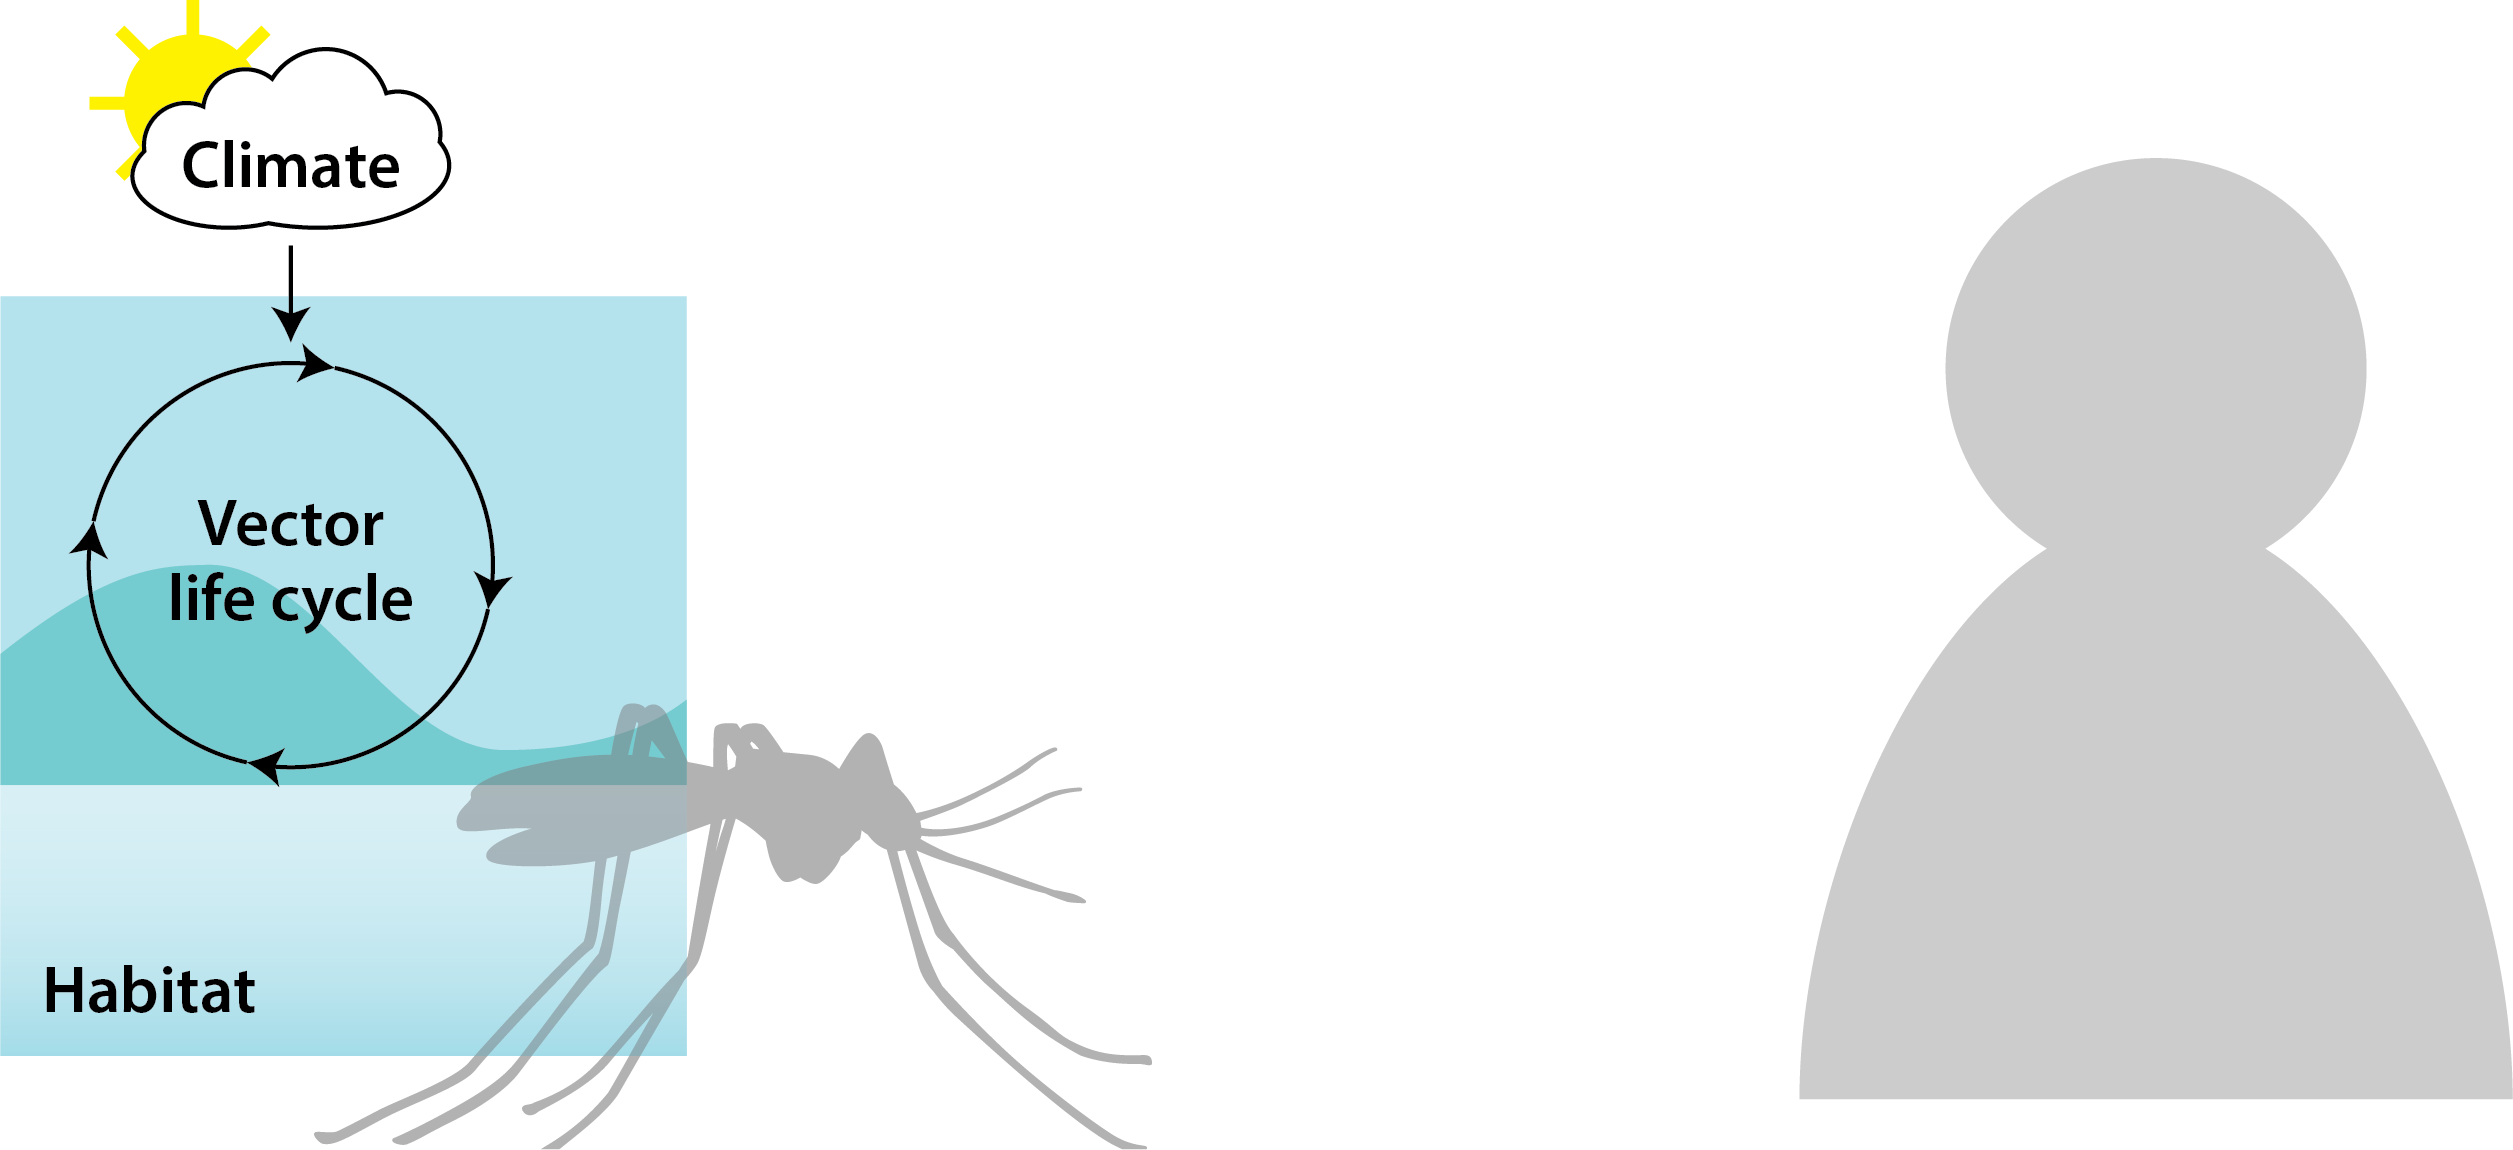 Climate
Vector
life cycle
Habitat